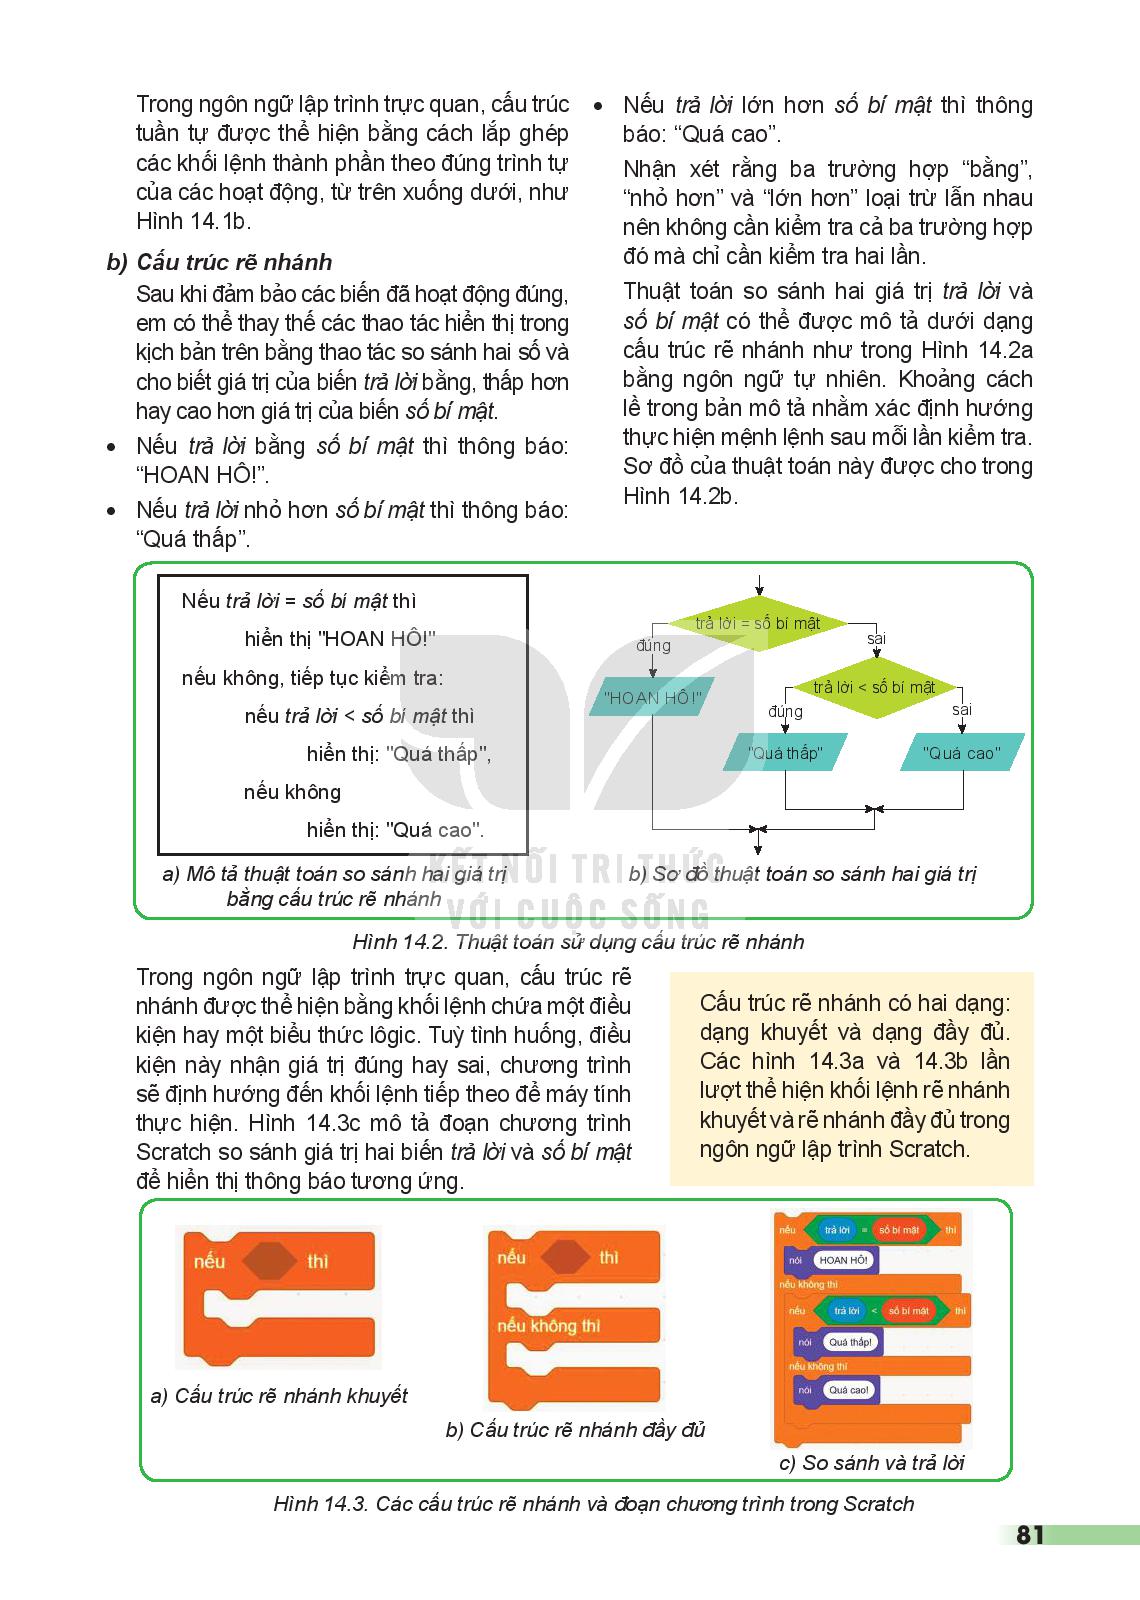 Trong ngôn ngữ lập trình trực quan, cấu trúc
tuần tự được thể hiện bằng cách lắp ghép
các khối lệnh thành phần theo đúng trình tự
của các hoạt động, từ trên xuống dưới, như
Hình 14.1b.
b) Cấu trúc rẽ nhánh
Sau khi đảm bảo các biến đã hoạt động đúng,
em có thể thay thế các thao tác hiển thị trong
kịch bản trên bằng thao tác so sánh hai số và
cho biết giá trị của biến trả lời bằng, thấp hơn
hay cao hơn giá trị của biến số bí mật.
• Nếu trả lời bằng số bí mật thì thông báo:
“HOAN HÔ!”.
• Nếu trả lời nhỏ hơn số bí mật thì thông báo:
“Quá thấp”.
• Nếu trả lời lớn hơn số bí mật thì thông
báo: “Quá cao”.
Nhận xét rằng ba trường hợp “bằng”,
“nhỏ hơn” và “lớn hơn” loại trừ lẫn nhau
nên không cần kiểm tra cả ba trường hợp
đó mà chỉ cần kiểm tra hai lần.
Thuật toán so sánh hai giá trị trả lời và
số bí mật có thể được mô tả dưới dạng
cấu trúc rẽ nhánh như trong Hình 14.2a
bằng ngôn ngữ tự nhiên. Khoảng cách
lề trong bản mô tả nhằm xác định hướng
thực hiện mệnh lệnh sau mỗi lần kiểm tra.
Sơ đồ của thuật toán này được cho trong
Hình 14.2b.
Nếu trả lời = số bí mật thì
hiển thị "HOAN HÔ!"
nếu không, tiếp tục kiểm tra:
nếu trả lời < số bí mật thì
hiển thị: "Quá thấp",
nếu không
hiển thị: "Quá cao".
a) Mô tả thuật toán so sánh hai giá trị
bằng cấu trúc rẽ nhánh
trả lời = số bí mật
đúng
sai
"HOAN HÔ!"
trả lời < số bí mật
đúng
sai
"Quá thấp"
"Quá cao"
b) Sơ đồ thuật toán so sánh hai giá trị
KẾT NỐI TRI THỨC
VỚI CUỘC SỐNG
Hình 14.2. Thuật toán sử dụng cấu trúc rẽ nhánh
Trong ngôn ngữ lập trình trực quan, cấu trúc rẽ
nhánh được thể hiện bằng khối lệnh chứa một điều
kiện hay một biểu thức lôgic. Tuỳ tình huống, điều
kiện này nhận giá trị đúng hay sai, chương trình
sẽ định hướng đến khối lệnh tiếp theo để máy tính
thực hiện. Hình 14.3c mô tả đoạn chương trình
Scratch so sánh giá trị hai biến trả lời và số bí mật
để hiển thị thông báo tương ứng.
Cấu trúc rẽ nhánh có hai dạng:
dạng khuyết và dạng đầy đủ.
Các hình 14.3a và 14.3b lần
lượt thể hiện khối lệnh rẽ nhánh
khuyết và rẽ nhánh đầy đủ trong
ngôn ngữ lập trình Scratch.
nếu thì
a) Cấu trúc rẽ nhánh khuyết
nếu thì
nếu không thì
b) Cấu trúc rẽ nhánh đầy đủ
nếu trả lời = số bí mật thì
nói HOAN HÔ!
nếu không thì
nếu trả lời < số bí mật thì
nói Quá thấp!
nếu không thì
nói Quá cao!
c) So sánh và trả lời
Hình 14.3. Các cấu trúc rẽ nhánh và đoạn chương trình trong Scratch
81